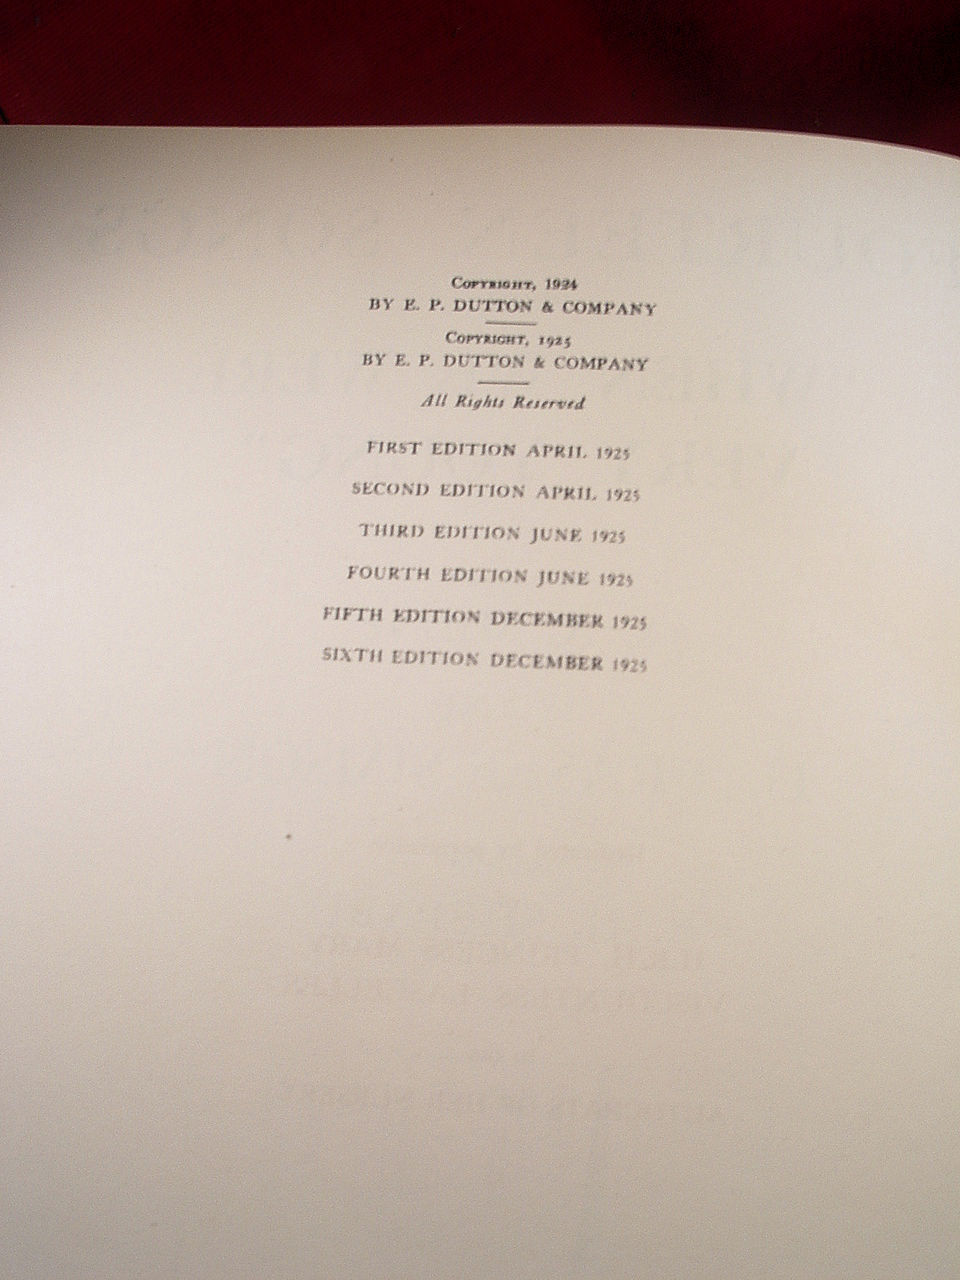 COPYRIGHT, 1924
BY E. P. DUTTON & COMPANY
COPYRIGHT, 1925
BY E. P. DUTTON & COMPANY
All Rights Reserved
FIRST EDITION APRIL 1925
SECOND EDITION APRIL 1925
THIRD EDITION JUNE 1925
FOURTH EDITION JUNE 1925
FIFTH EDITION DECEMBER 1925
SIXTH EDITION DECEMBER 1925